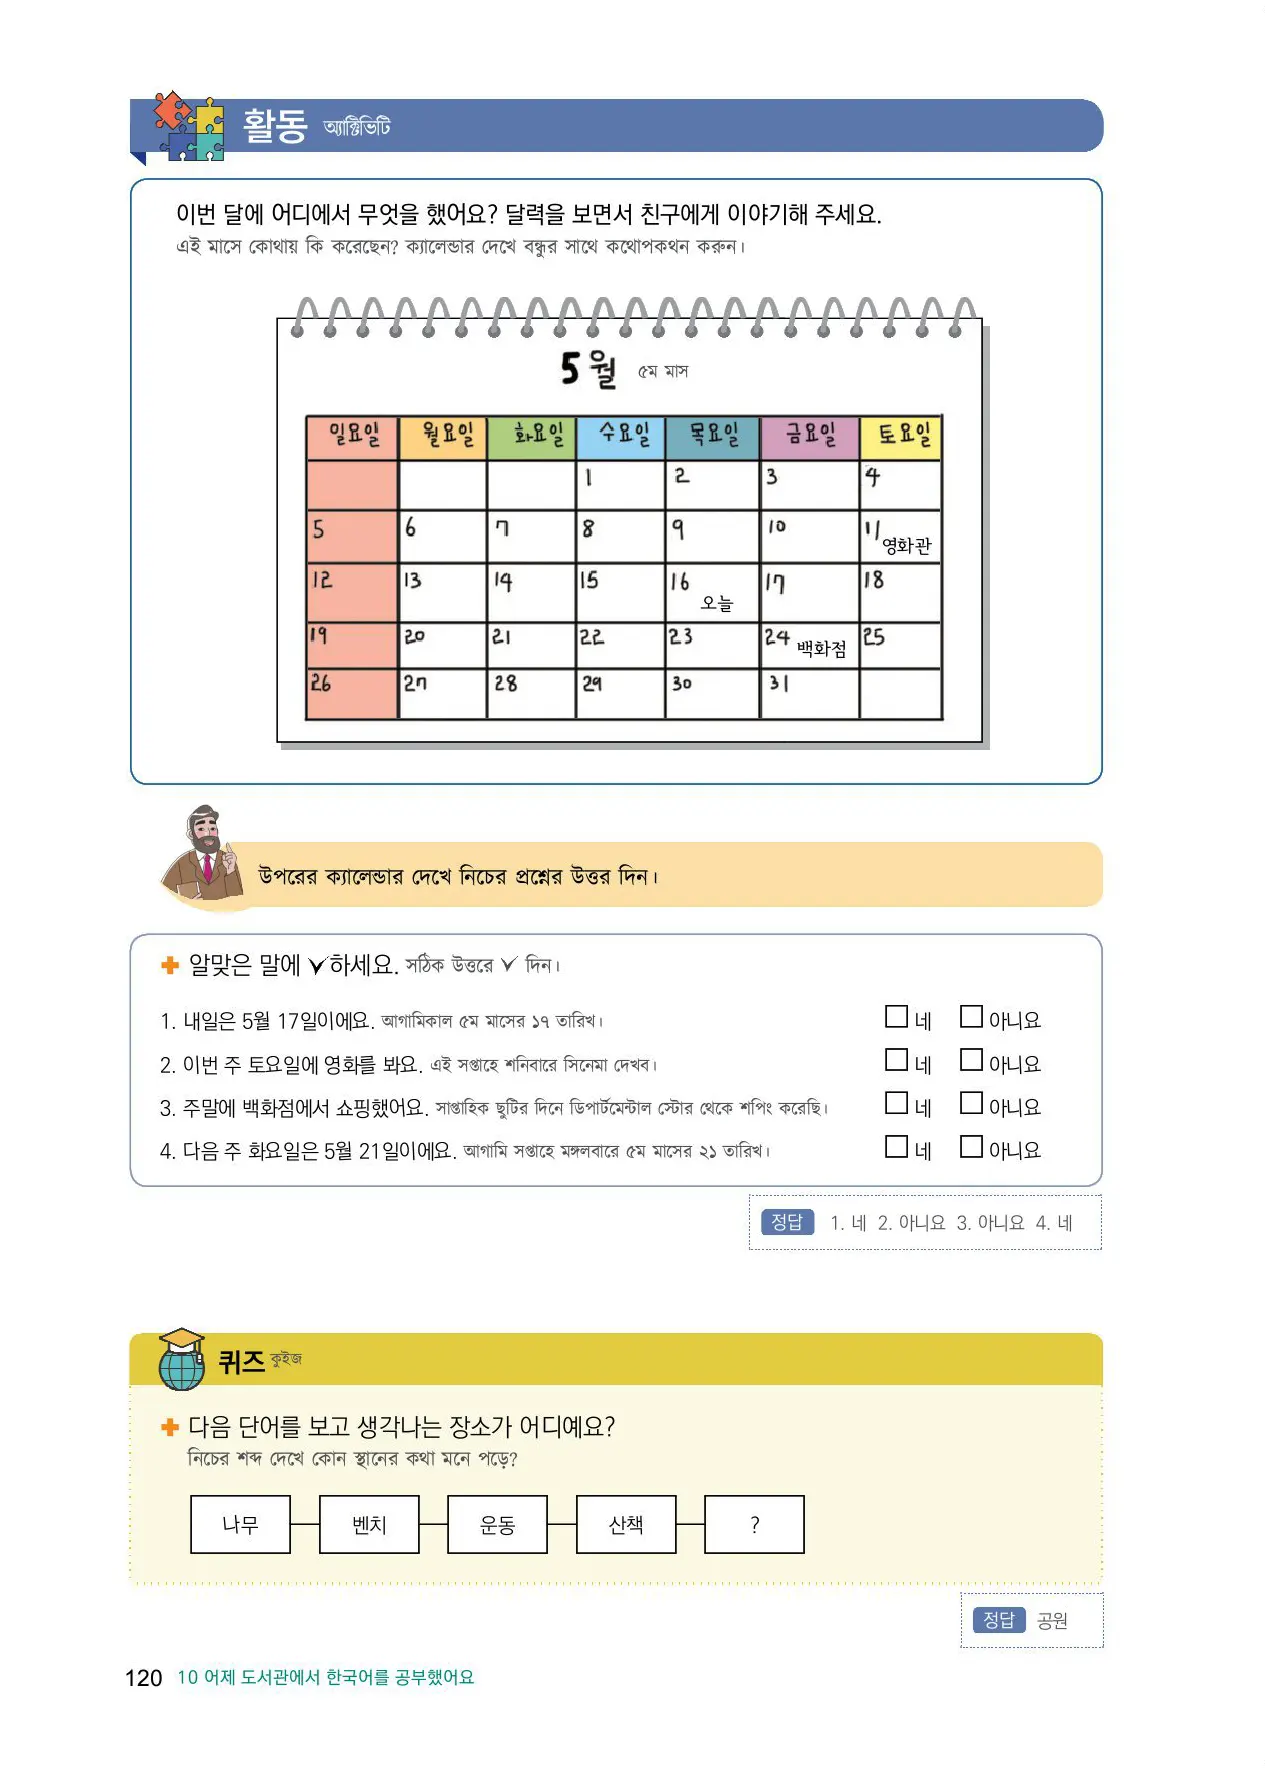 활동 অ্যাক্টিভিটি
이번 달에 어디에서 무엇을 했어요? 달력을 보면서 친구에게 이야기해 주세요.
এই মাসে কোথায় কি করেছেন? ক্যালেন্ডার দেখে বন্ধুর সাথে কথোপকথন করুন।
5월 ৫ম মাস
일요일 월요일 화요일 수요일 목요일 금요일 토요일
1 2 3 4
5 6 7 8 9 10 11 영화관
12 13 14 15 16 오늘 17 18
19 20 21 22 23 24 백화점 25
26 27 28 29 30 31
উপরের ক্যালেন্ডার দেখে নিচের প্রশ্নের উত্তর দিন।
알맞은 말에 ✓하세요. সঠিক উত্তরে ✓ দিন।
1. 내일은 5월 17일이에요. আগামিকাল ৫ম মাসের ১৭ তারিখ। □ 네 □ 아니요
2. 이번 주 토요일에 영화를 봐요. এই সপ্তাহে শনিবারে সিনেমা দেখব। □ 네 □ 아니요
3. 주말에 백화점에서 쇼핑했어요. সাপ্তাহিক ছুটির দিনে ডিপার্টমেন্টাল স্টোর থেকে শপিং করেছি। □ 네 □ 아니요
4. 다음 주 화요일은 5월 21일이에요. আগামি সপ্তাহে মঙ্গলবারে ৫ম মাসের ২১ তারিখ। □ 네 □ 아니요
정답 1. 네 2. 아니요 3. 아니요 4. 네
퀴즈 কুইজ
다음 단어를 보고 생각나는 장소가 어디예요?
নিচের শব্দ দেখে কোন স্থানের কথা মনে পড়ে?
나무 벤치 운동 산책 ?
정답 공원
120 10 어제 도서관에서 한국어를 공부했어요